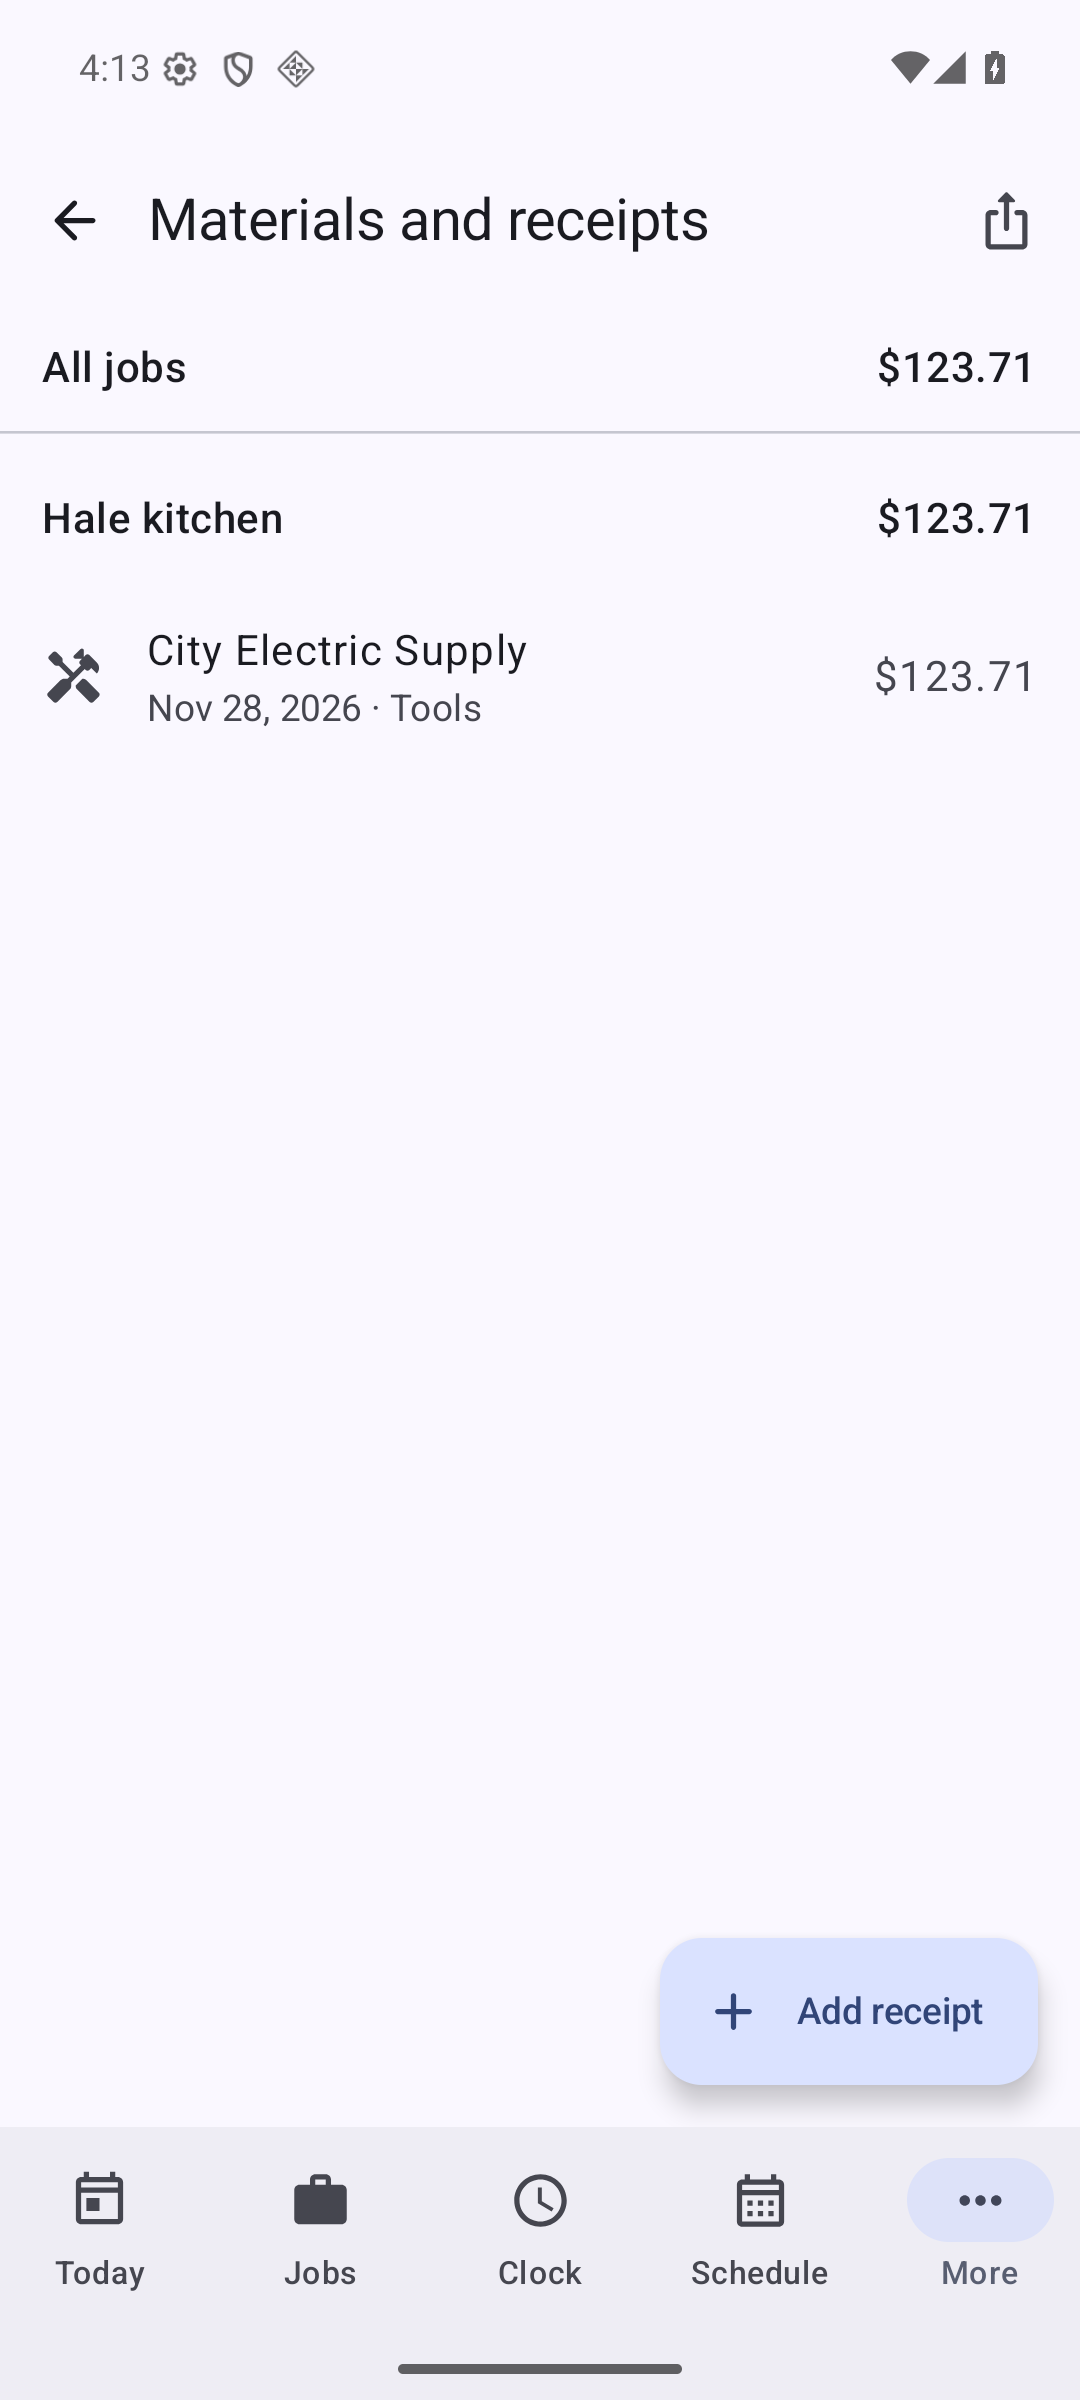 4:13
Materials and receipts
All jobs $123.71
Hale kitchen $123.71
City Electric Supply
Nov 28, 2026 · Tools
$123.71
Add receipt
Today Jobs Clock Schedule More